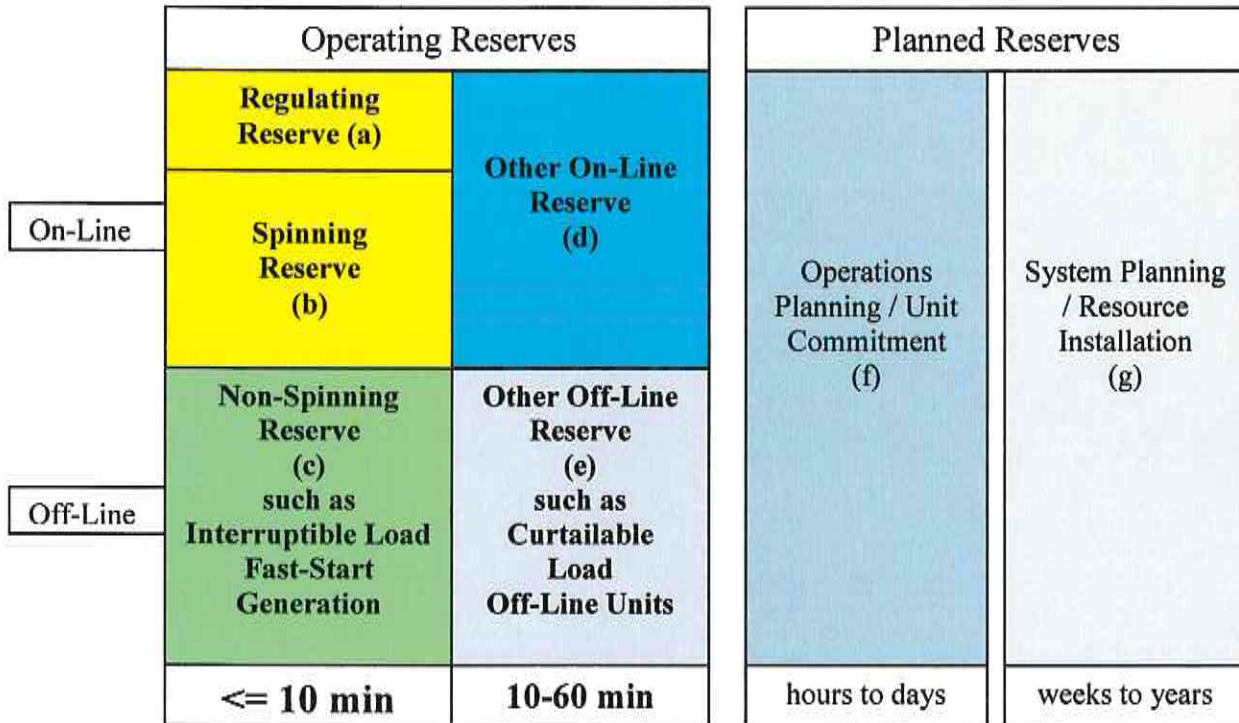 Operating Reserves
Planned Reserves
On-Line
Off-Line
Regulating
Reserve (a)
Spinning
Reserve
(b)
Non-Spinning
Reserve
(c)
such as
Interruptible Load
Fast-Start
Generation
Other On-Line
Reserve
(d)
Other Off-Line
Reserve
(e)
such as
Curtailable
Load
Off-Line Units
Operations
Planning / Unit
Commitment
(f)
System Planning
/ Resource
Installation
(g)
<= 10 min
10-60 min
hours to days
weeks to years